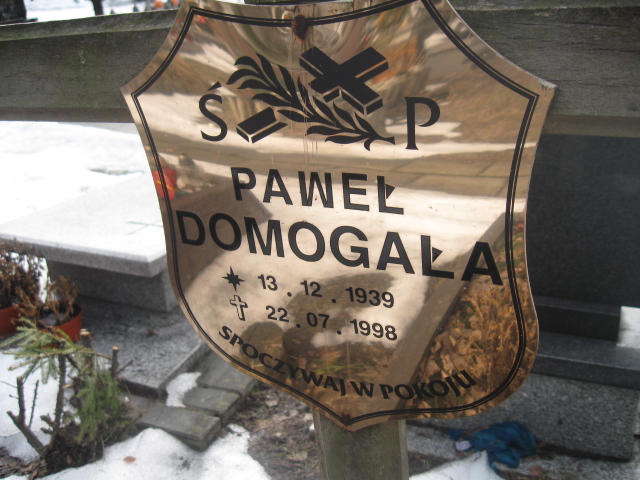 Ś P
PAWEŁ
DOMOGAŁA
13.12.1939
22.07.1998
SPOCZYWAJ W POKOJU